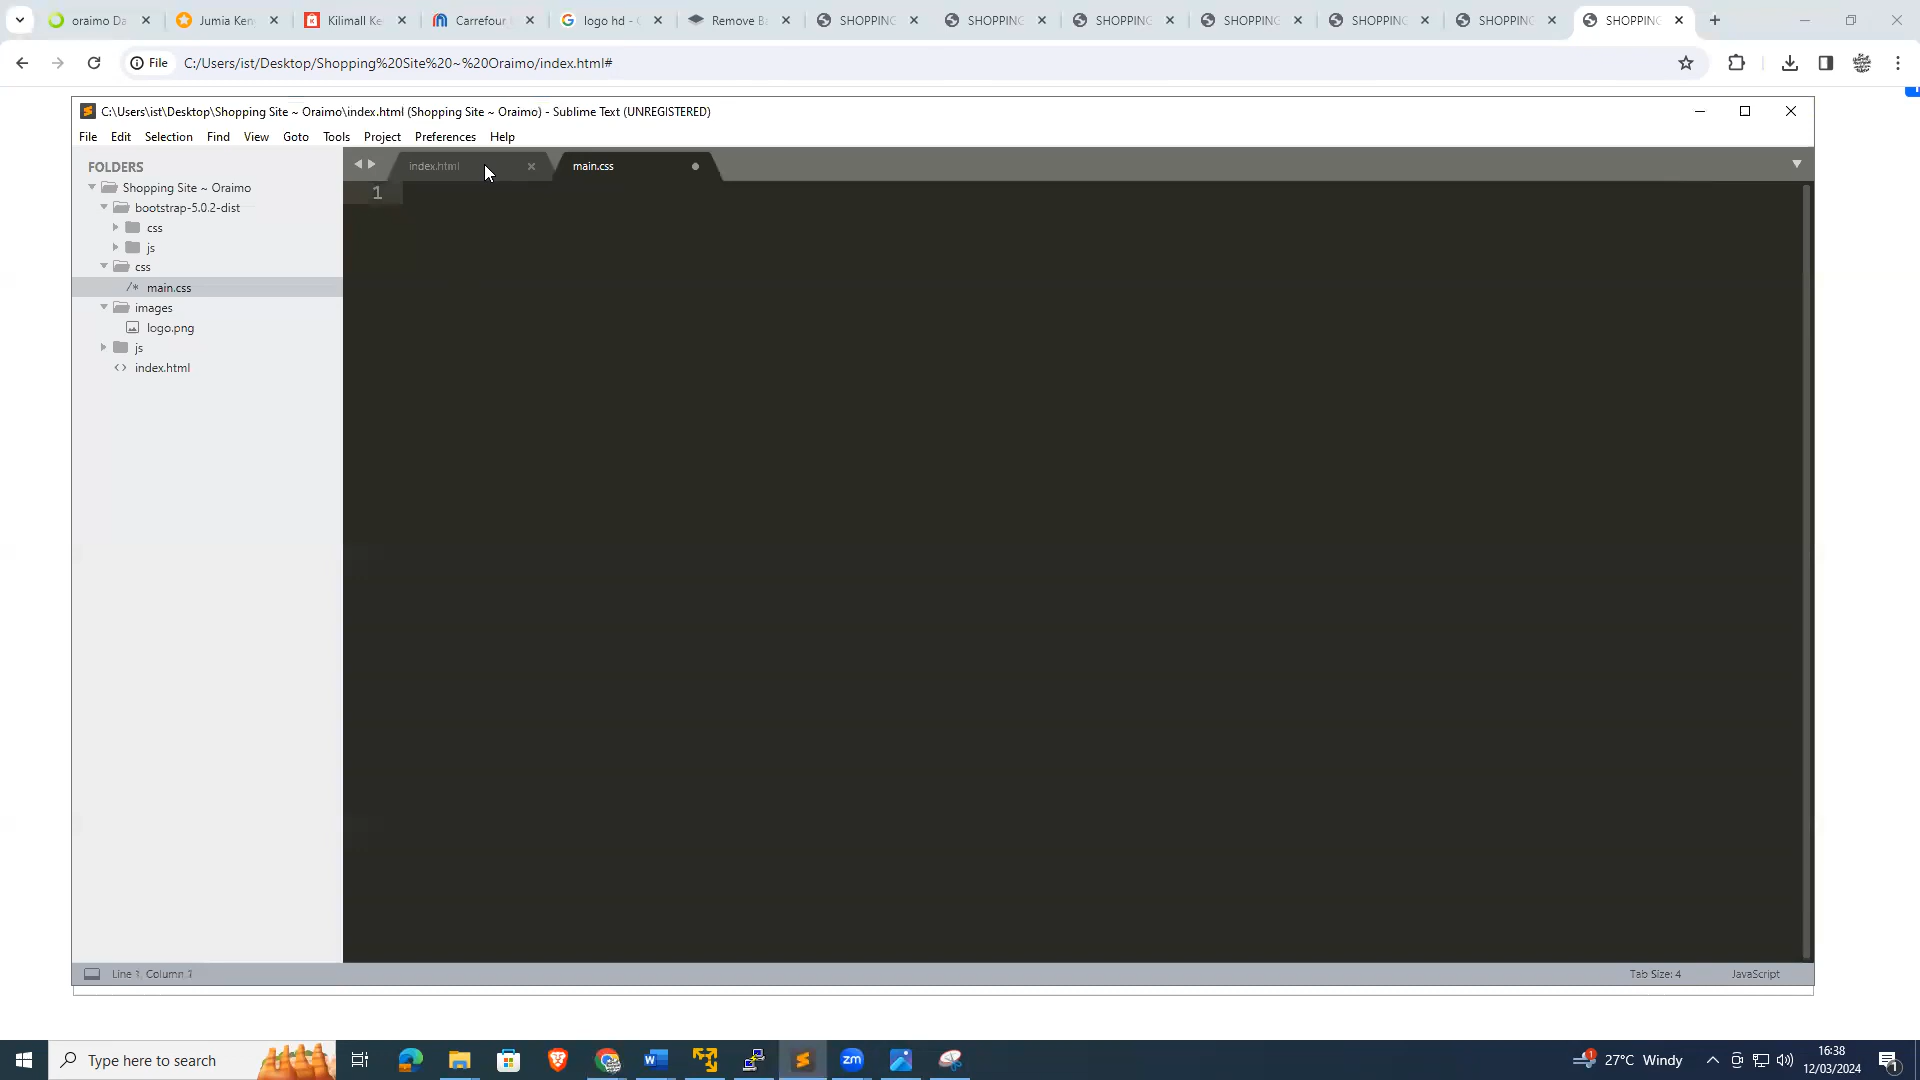 oraimo Da
Jumia Ken
Kilimall Ke
Carrefour
logo hd - G
Remove Ba
SHOPPING
SHOPPING
SHOPPING
SHOPPING
SHOPPING
SHOPPING
SHOPPING
File
C:/Users/ist/Desktop/Shopping%20Site%20~%20Oraimo/index.html#
C:\Users\ist\Desktop\Shopping Site ~ Oraimo\index.html (Shopping Site ~ Oraimo) - Sublime Text (UNREGISTERED)
File Edit Selection Find View Goto Tools Project Preferences Help
FOLDERS
Shopping Site ~ Oraimo
bootstrap-5.0.2-dist
css
js
css
/* main.css
images
logo.png
js
<> index.html
index.html
main.css
1
Tab Size: 4
JavaScript
Type here to search
zm
27°C Windy
16:38
12/03/2024
1